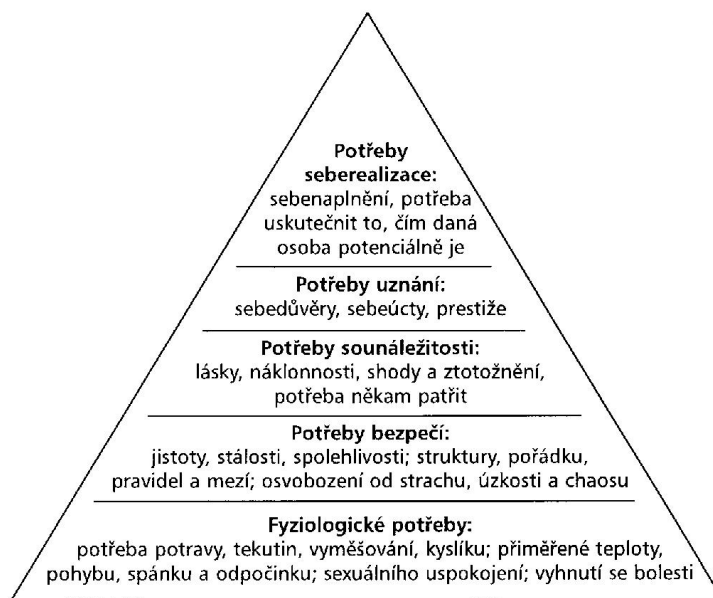 Potřeby
seberealizace:
sebenaplnění, potřeba
uskutečnit to, čím daná
osoba potenciálně je
Potřeby uznání:
sebedůvěry, sebeúcty, prestiže
Potřeby sounáležitosti:
lásky, náklonnosti, shody a ztotožnění,
potřeba někam patřit
Potřeby bezpečí:
jistoty, stálosti, spolehlivosti; struktury, pořádku,
pravidel a mezí; osvobození od strachu, úzkosti a chaosu
Fyziologické potřeby:
potřeba potravy, tekutin, vyměšování, kyslíku; přiměřené teploty,
pohybu, spánku a odpočinku; sexuálního uspokojení; vyhnutí se bolesti